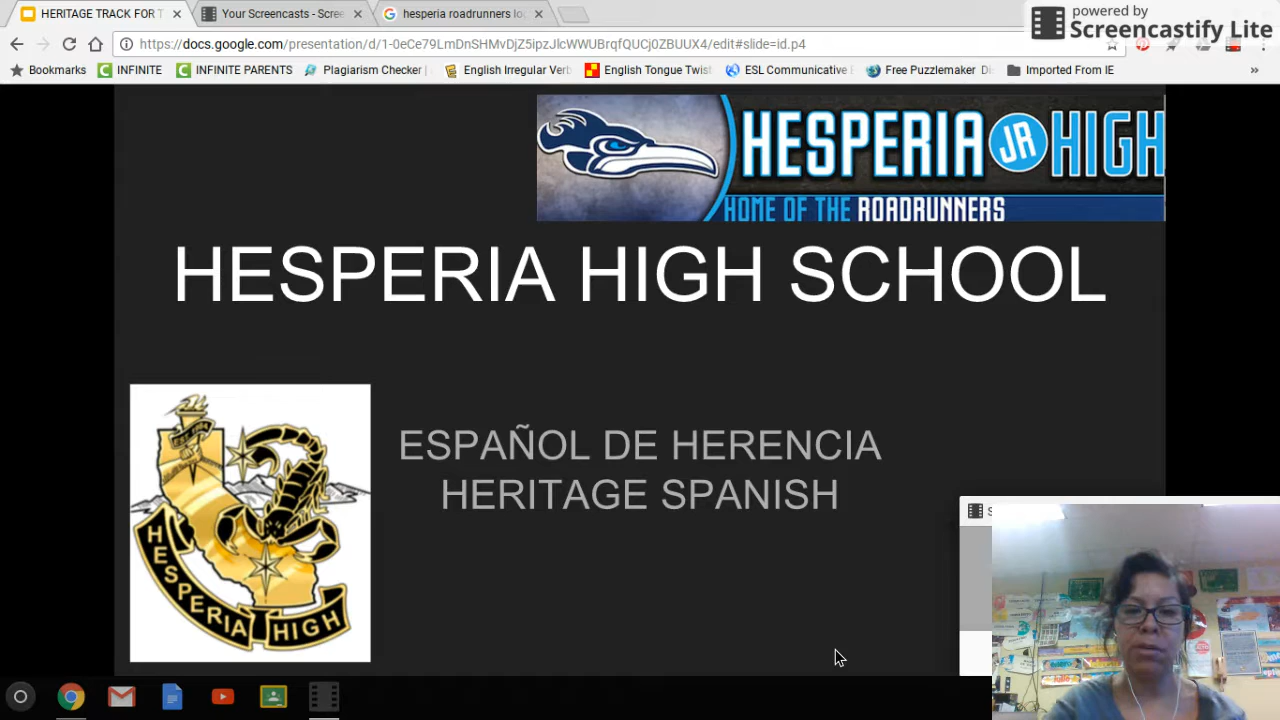 HERITAGE TRACK FOR T
Your Screencasts - Scree
hesperia roadrunners lo
powered by
Screencastify Lite
https://docs.google.com/presentation/d/1-0eCe79LmDnSHMvDjZ5lpzJlcWWUBrqfQUCj0ZBUUX4/edit#slide=id.p4
Bookmarks
INFINITE
INFINITE PARENTS
Plagiarism Checker |
English Irregular Verb
English Tongue Twist
ESL Communicative
Free Puzzlemaker
Imported From IE
HESPERIA JR HIGH
HOME OF THE ROADRUNNERS
HESPERIA HIGH SCHOOL
ESPAÑOL DE HERENCIA
HERITAGE SPANISH
HESPERIA HIGH